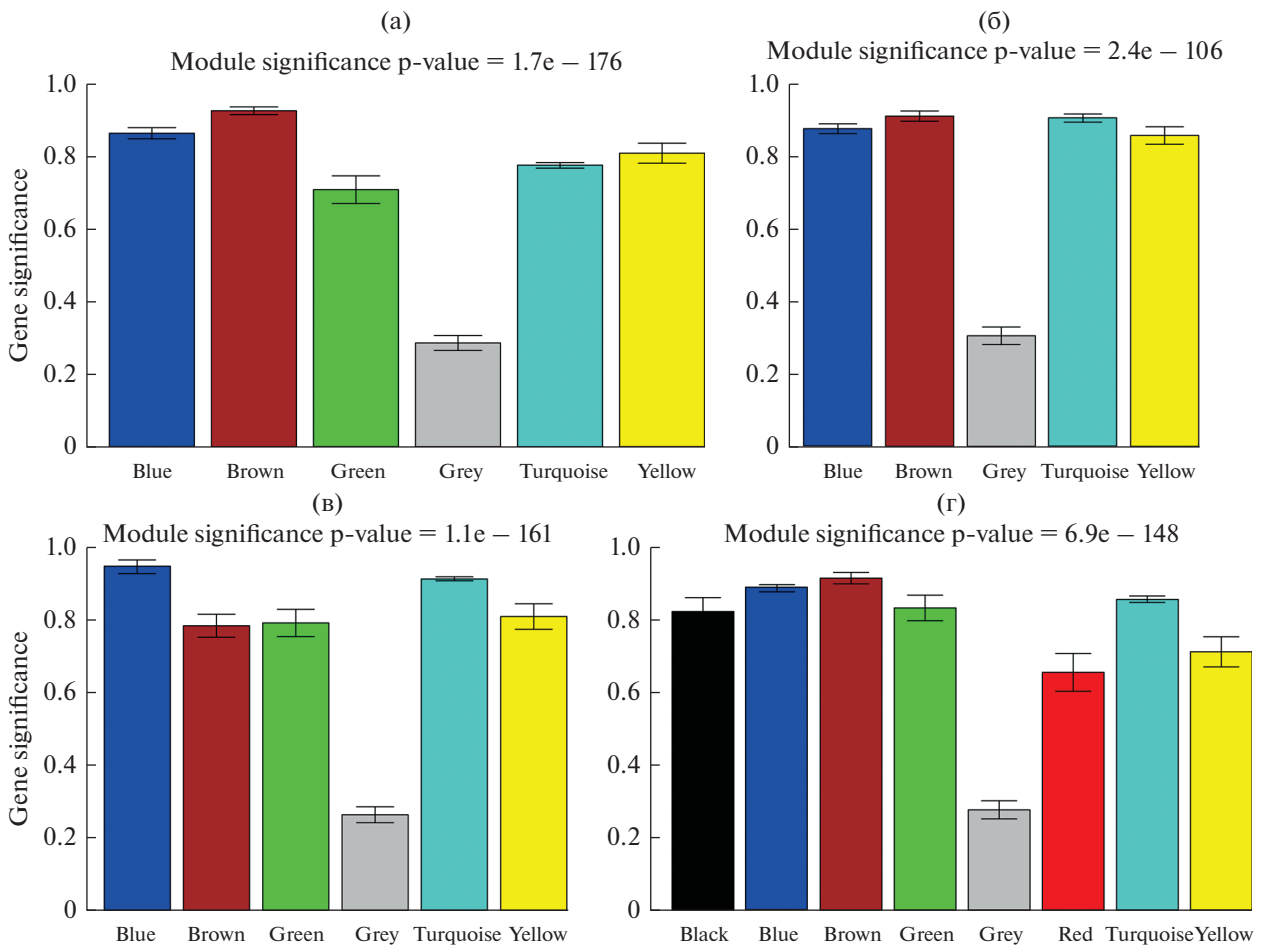 (а)
Module significance p-value = 1.7e – 176
1.0
0.8
0.6
0.4
0.2
0
Gene significance
Blue Brown Green Grey Turquoise Yellow
(б)
Module significance p-value = 2.4e – 106
1.0
0.8
0.6
0.4
0.2
0
Blue Brown Grey Turquoise Yellow
(в)
Module significance p-value = 1.1e – 161
1.0
0.8
0.6
0.4
0.2
0
Gene significance
Blue Brown Green Grey Turquoise Yellow
(г)
Module significance p-value = 6.9e – 148
1.0
0.8
0.6
0.4
0.2
0
Black Blue Brown Green Grey Red Turquoise Yellow